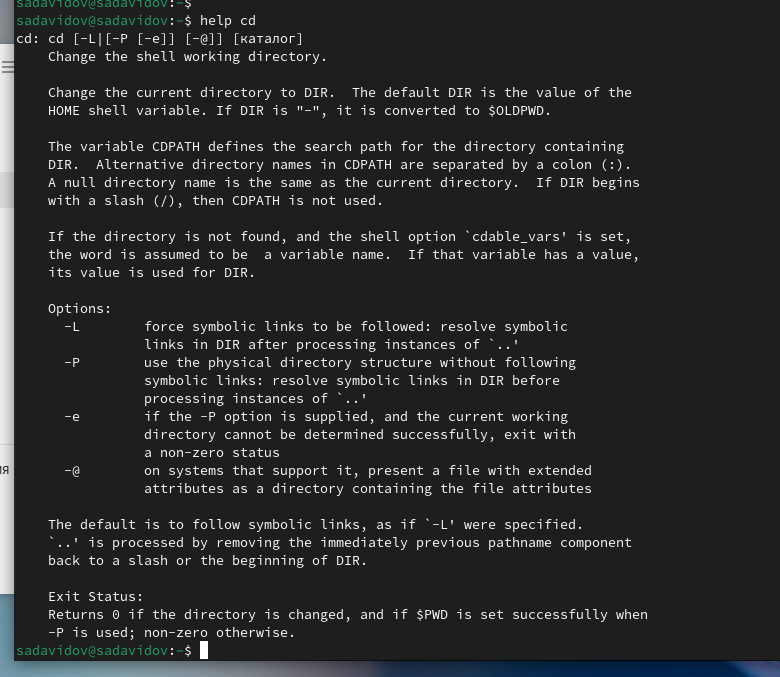 sadavidov@sadavidov:~$
sadavidov@sadavidov:~$ help cd
cd: cd [-L|[-P [-e]] [-@]] [каталог]
    Change the shell working directory.

    Change the current directory to DIR.  The default DIR is the value of the
    HOME shell variable. If DIR is "-", it is converted to $OLDPWD.

    The variable CDPATH defines the search path for the directory containing
    DIR.  Alternative directory names in CDPATH are separated by a colon (:).
    A null directory name is the same as the current directory.  If DIR begins
    with a slash (/), then CDPATH is not used.

    If the directory is not found, and the shell option `cdable_vars' is set,
    the word is assumed to be  a variable name.  If that variable has a value,
    its value is used for DIR.

    Options:
      -L        force symbolic links to be followed: resolve symbolic
                links in DIR after processing instances of `..'
      -P        use the physical directory structure without following
                symbolic links: resolve symbolic links in DIR before
                processing instances of `..'
      -e        if the -P option is supplied, and the current working
                directory cannot be determined successfully, exit with
                a non-zero status
      -@        on systems that support it, present a file with extended
                attributes as a directory containing the file attributes

    The default is to follow symbolic links, as if `-L' were specified.
    `..' is processed by removing the immediately previous pathname component
    back to a slash or the beginning of DIR.

    Exit Status:
    Returns 0 if the directory is changed, and if $PWD is set successfully when
    -P is used; non-zero otherwise.
sadavidov@sadavidov:~$